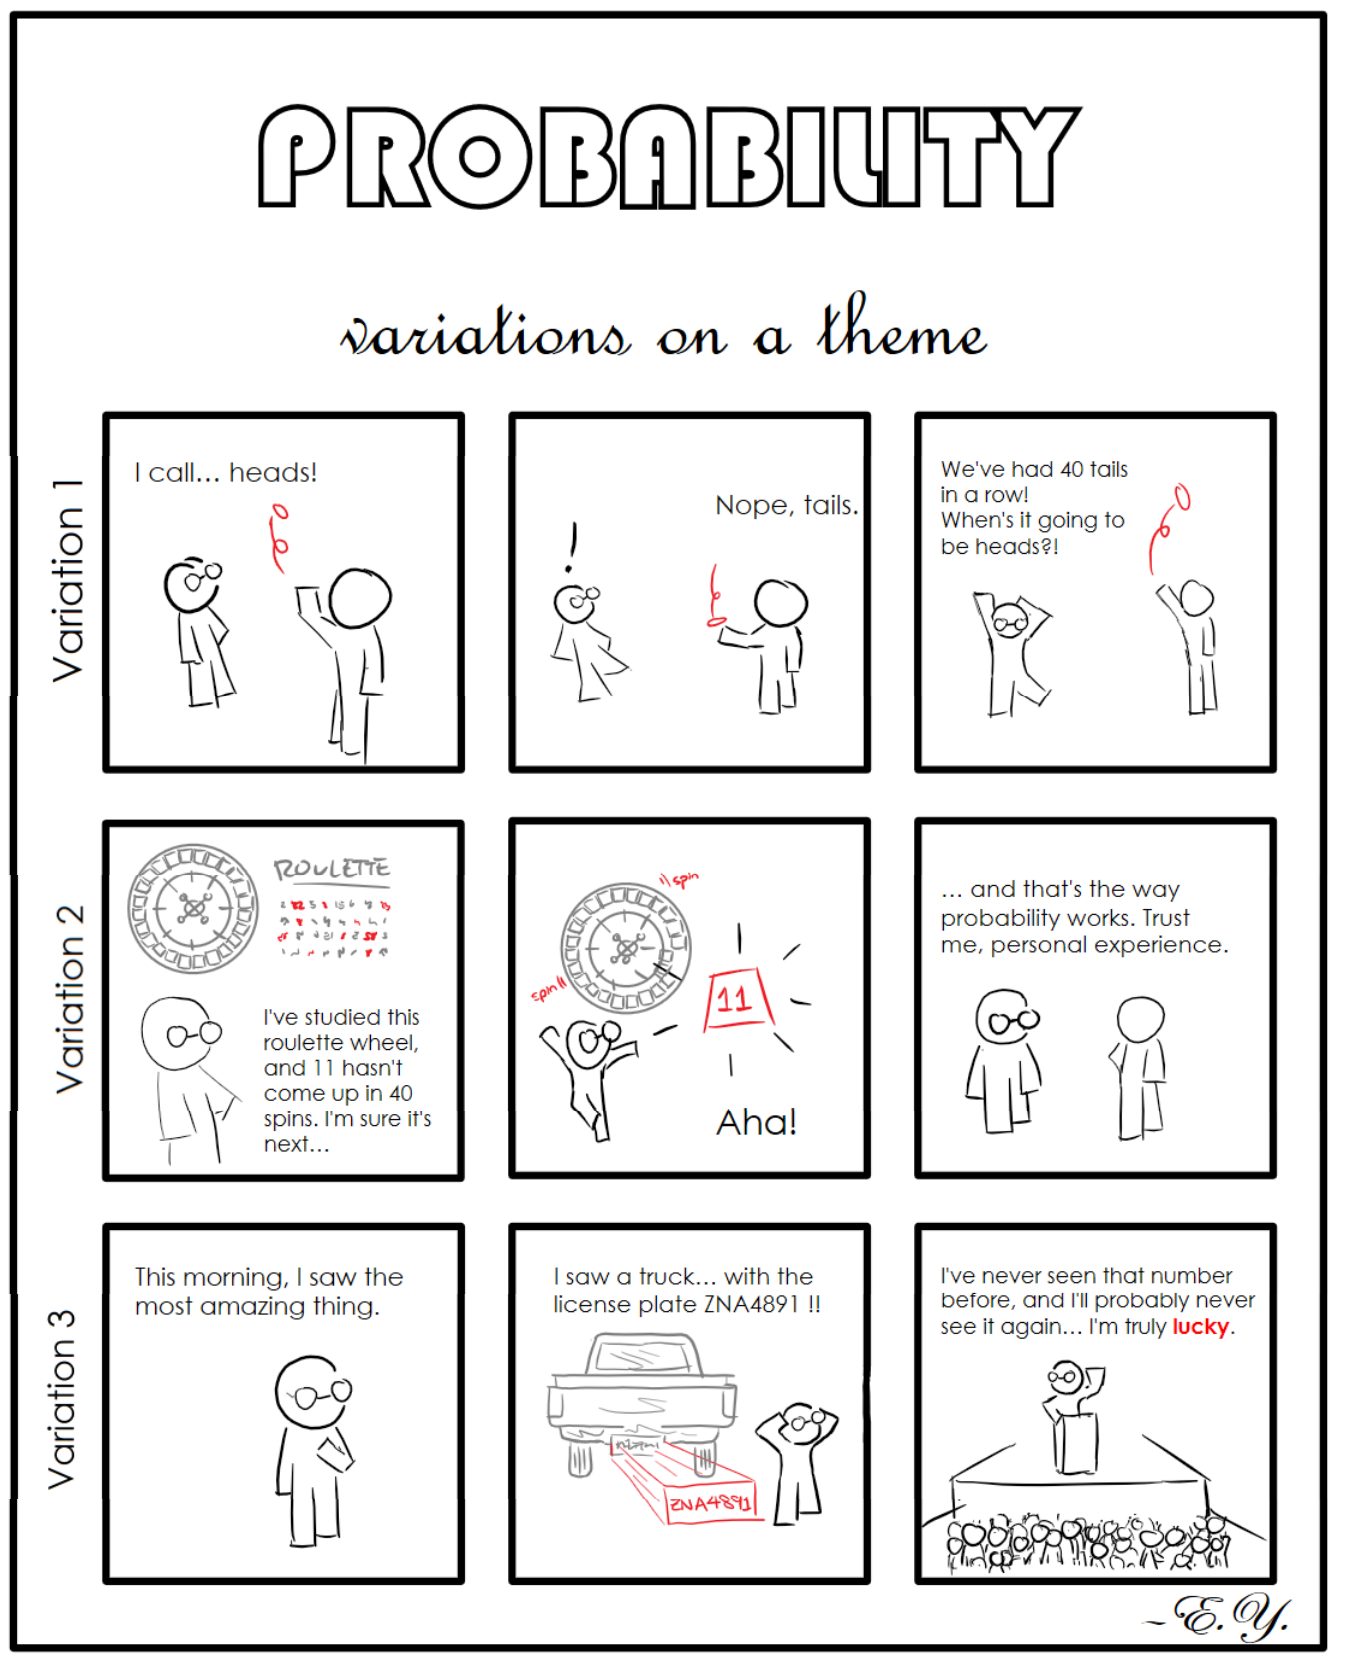 PROBABILITY
variations on a theme
Variation 1
I call... heads!
Nope, tails.
!
We've had 40 tails
in a row!
When's it going to
be heads?!
Variation 2
ROULETTE
I've studied this
roulette wheel,
and 11 hasn't
come up in 40
spins. I'm sure it's
next...
spin
spin
11
Aha!
... and that's the way
probability works. Trust
me, personal experience.
Variation 3
This morning, I saw the
most amazing thing.
I saw a truck... with the
license plate ZNA4891 !!
ZNA4891
I've never seen that number
before, and I'll probably never
see it again... I'm truly lucky.
~E.Y.